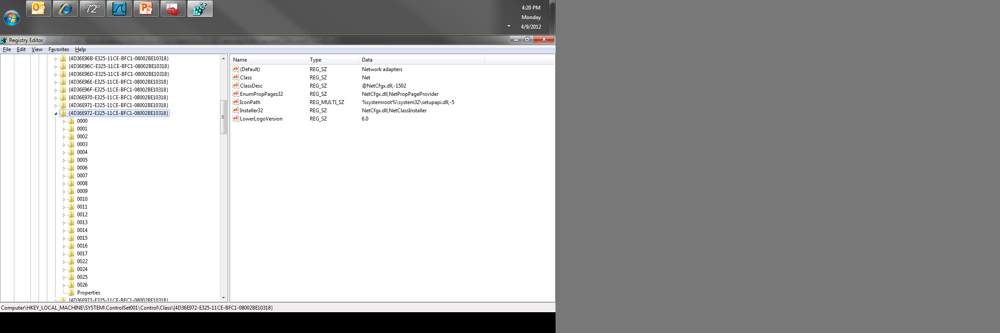 72°
4:20 PM
Monday
4/9/2012
Registry Editor
File Edit View Favorites Help
{4D36E96B-E325-11CE-BFC1-08002BE10318}
{4D36E96C-E325-11CE-BFC1-08002BE10318}
{4D36E96D-E325-11CE-BFC1-08002BE10318}
{4D36E96E-E325-11CE-BFC1-08002BE10318}
{4D36E96F-E325-11CE-BFC1-08002BE10318}
{4D36E970-E325-11CE-BFC1-08002BE10318}
{4D36E971-E325-11CE-BFC1-08002BE10318}
{4D36E972-E325-11CE-BFC1-08002BE10318}
0000
0001
0002
0003
0004
0005
0006
0007
0008
0009
0010
0011
0012
0013
0014
0015
0016
0017
0022
0024
0025
0026
Properties
{4D36E973-E325-11CE-BFC1-08002BE10318}
Name Type Data
(Default) REG_SZ Network adapters
Class REG_SZ Net
ClassDesc REG_SZ @NetCfgx.dll,-1502
EnumPropPages32 REG_SZ NetCfgx.dll,NetPropPageProvider
IconPath REG_MULTI_SZ %systemroot%\system32\setupapi.dll,-5
Installer32 REG_SZ NetCfgx.dll,NetClassInstaller
LowerLogoVersion REG_SZ 6.0
Computer\HKEY_LOCAL_MACHINE\SYSTEM\ControlSet001\Control\Class\{4D36E972-E325-11CE-BFC1-08002BE10318}